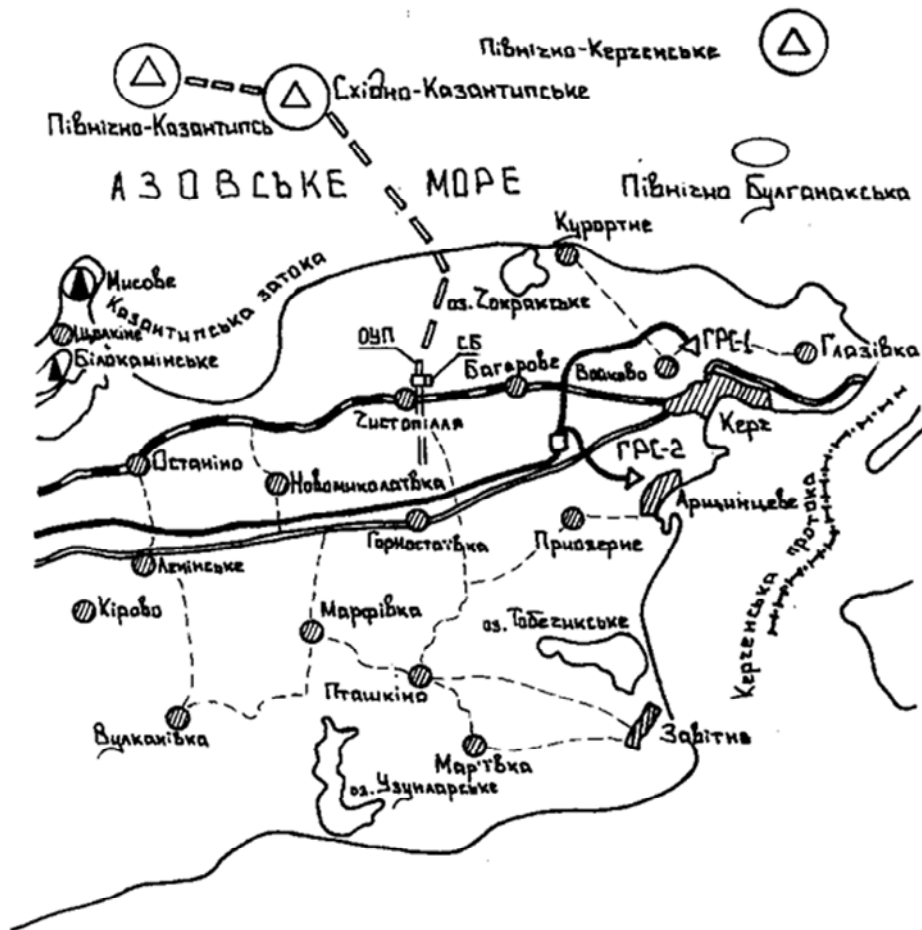 Північно-Керченське
Східно-Казантипське
Північно-Казантипсь
АЗОВСЬКЕ МОРЕ
Північно Булганакська
Курортне
Мисове
Казантипська затока
оз. Чокракське
Щолкіне
ОУП
СБ
ГРС-1
Глазівка
Білокамінське
Багерове
Войково
Чистопілля
Керч
Останіно
ГРС-2
Новомиколаївка
Аршинцеве
Горностаївка
Приозерне
Ленінське
Керченська протока
Кірово
Марфівка
оз. Тобечикське
Пташкіно
Вулканівка
Завітне
Мар'ївка
оз. Узунларське